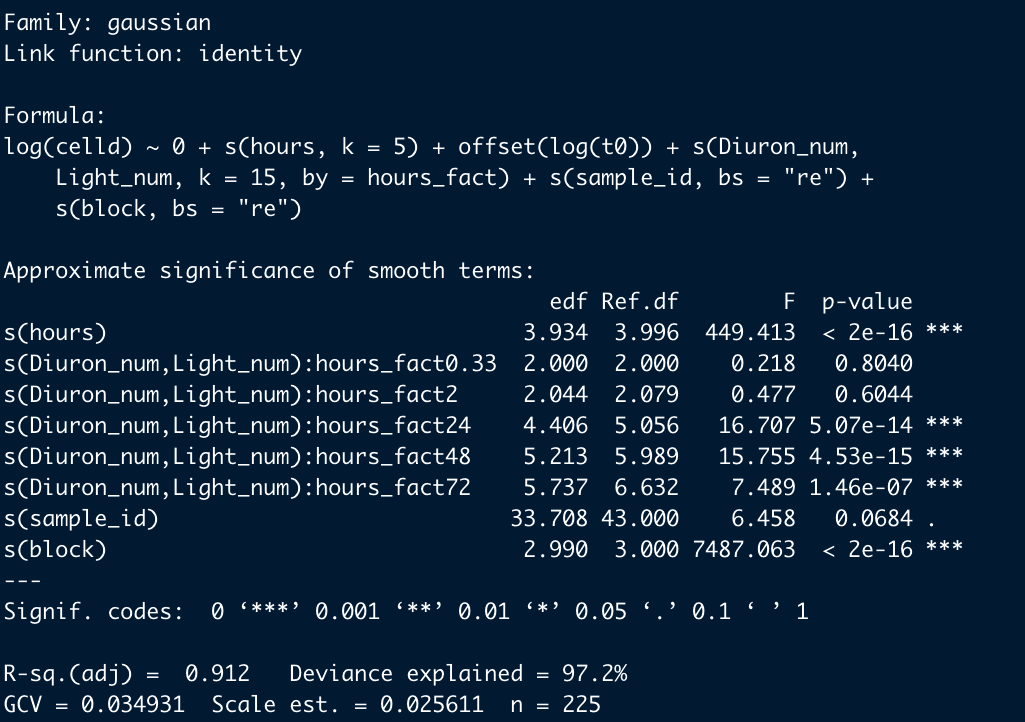 Family: gaussian
Link function: identity

Formula:
log(celld) ~ 0 + s(hours, k = 5) + offset(log(t0)) + s(Diuron_num,
    Light_num, k = 15, by = hours_fact) + s(sample_id, bs = "re") +
    s(block, bs = "re")

Approximate significance of smooth terms:
                                          edf Ref.df        F  p-value
s(hours)                                3.934  3.996  449.413  < 2e-16 ***
s(Diuron_num,Light_num):hours_fact0.33  2.000  2.000    0.218   0.8040
s(Diuron_num,Light_num):hours_fact2     2.044  2.079    0.477   0.6044
s(Diuron_num,Light_num):hours_fact24    4.406  5.056   16.707 5.07e-14 ***
s(Diuron_num,Light_num):hours_fact48    5.213  5.989   15.755 4.53e-15 ***
s(Diuron_num,Light_num):hours_fact72    5.737  6.632    7.489 1.46e-07 ***
s(sample_id)                           33.708 43.000    6.458   0.0684 .
s(block)                                2.990  3.000 7487.063  < 2e-16 ***
---
Signif. codes:  0 ‘***’ 0.001 ‘**’ 0.01 ‘*’ 0.05 ‘.’ 0.1 ‘ ’ 1

R-sq.(adj) =  0.912   Deviance explained = 97.2%
GCV = 0.034931  Scale est. = 0.025611  n = 225